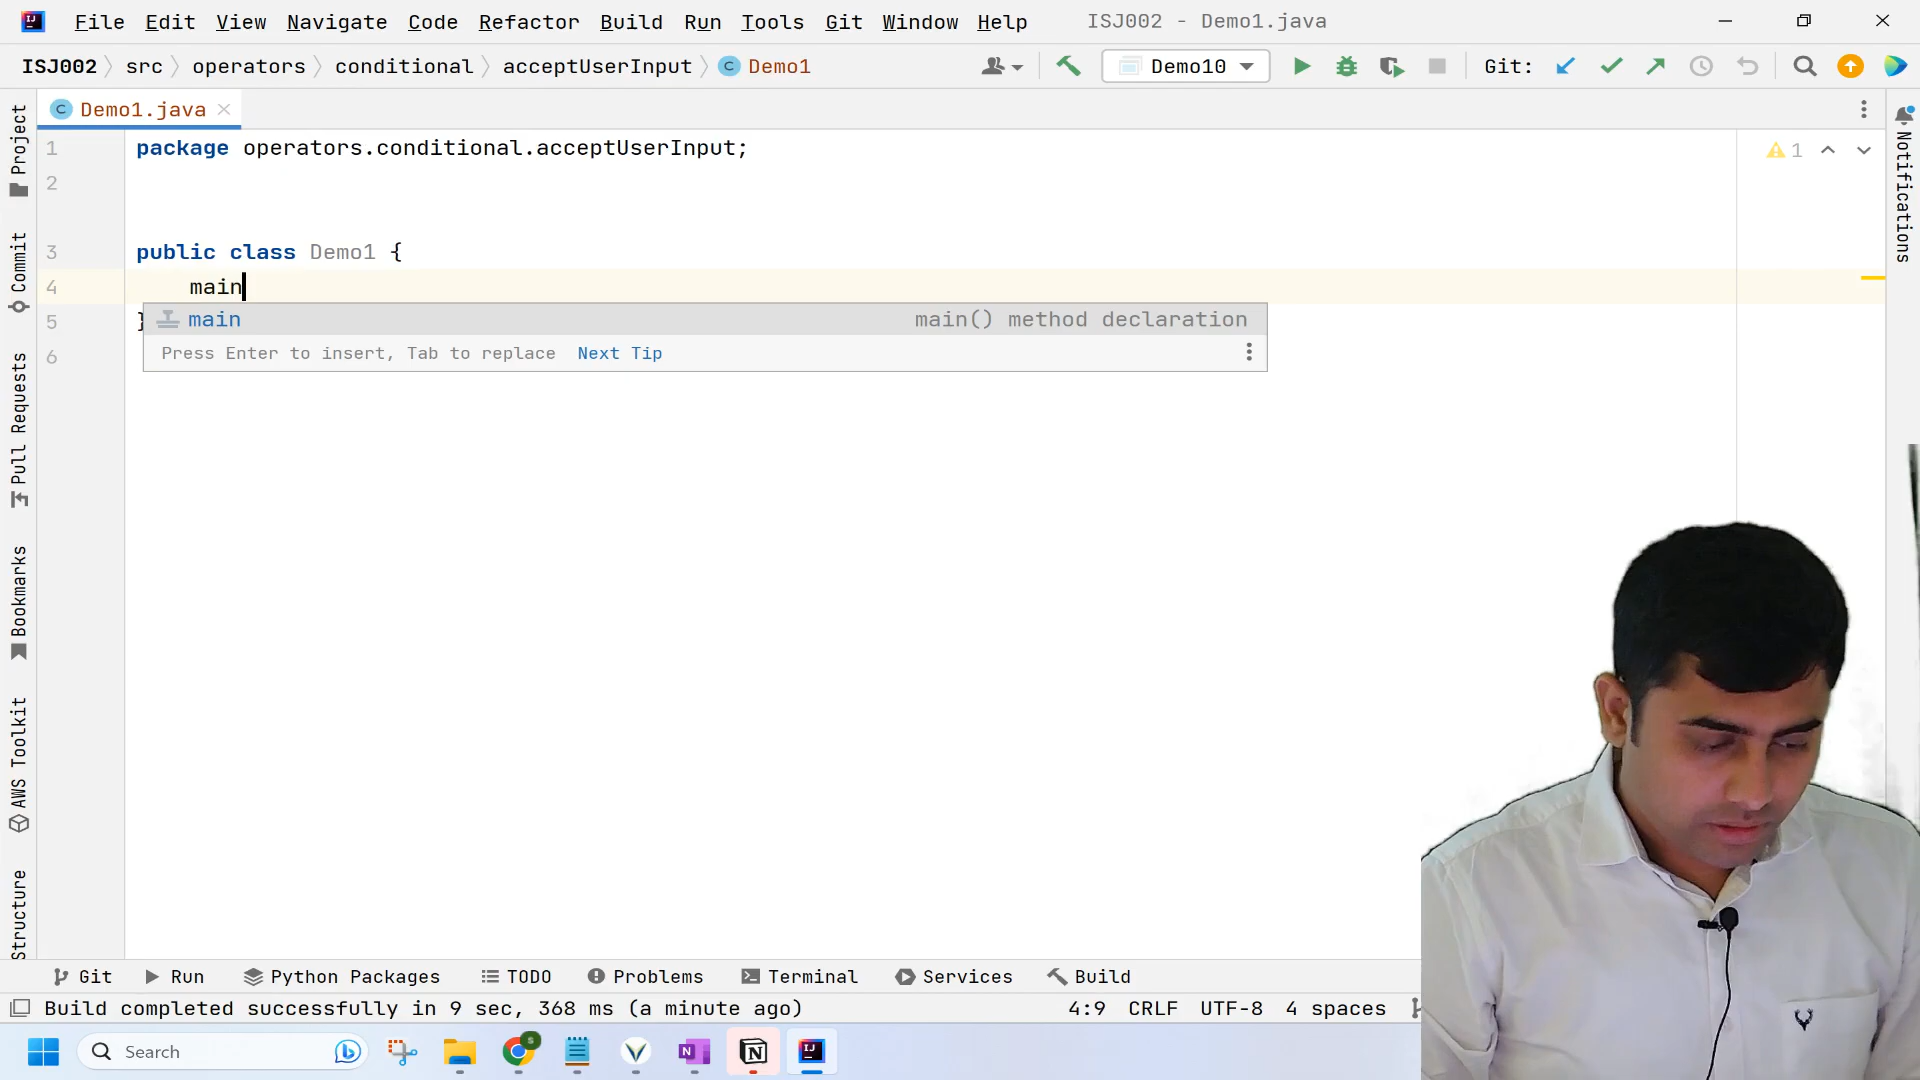 File Edit View Navigate Code Refactor Build Run Tools Git Window Help ISJ002 - Demo1.java
ISJ002 src operators conditional acceptUserInput C Demo1 Demo10 Git:
C Demo1.java
1 package operators.conditional.acceptUserInput; 1
2
3 public class Demo1 {
4 main
5 }
main main() method declaration
6
Press Enter to insert, Tab to replace Next Tip
Project
Commit
Pull Requests
Bookmarks
AWS Toolkit
Structure
Notifications
Git Run Python Packages TODO Problems Terminal Services Build
Build completed successfully in 9 sec, 368 ms (a minute ago) 4:9 CRLF UTF-8 4 spaces
Search